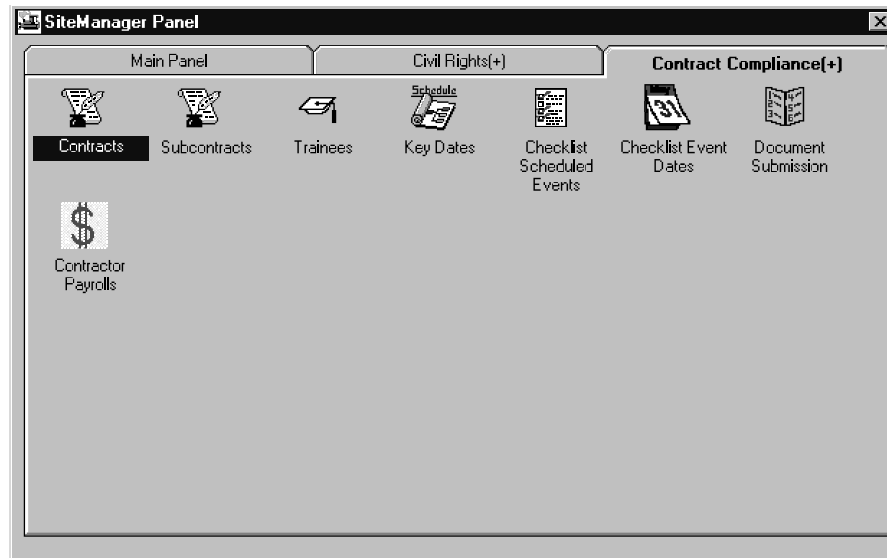 SiteManager Panel
Main Panel
Civil Rights(+)
Contract Compliance(+)
Contracts
Subcontracts
Trainees
Schedule
Key Dates
Checklist
Scheduled
Events
31
Checklist Event
Dates
Document
Submission
$
Contractor
Payrolls